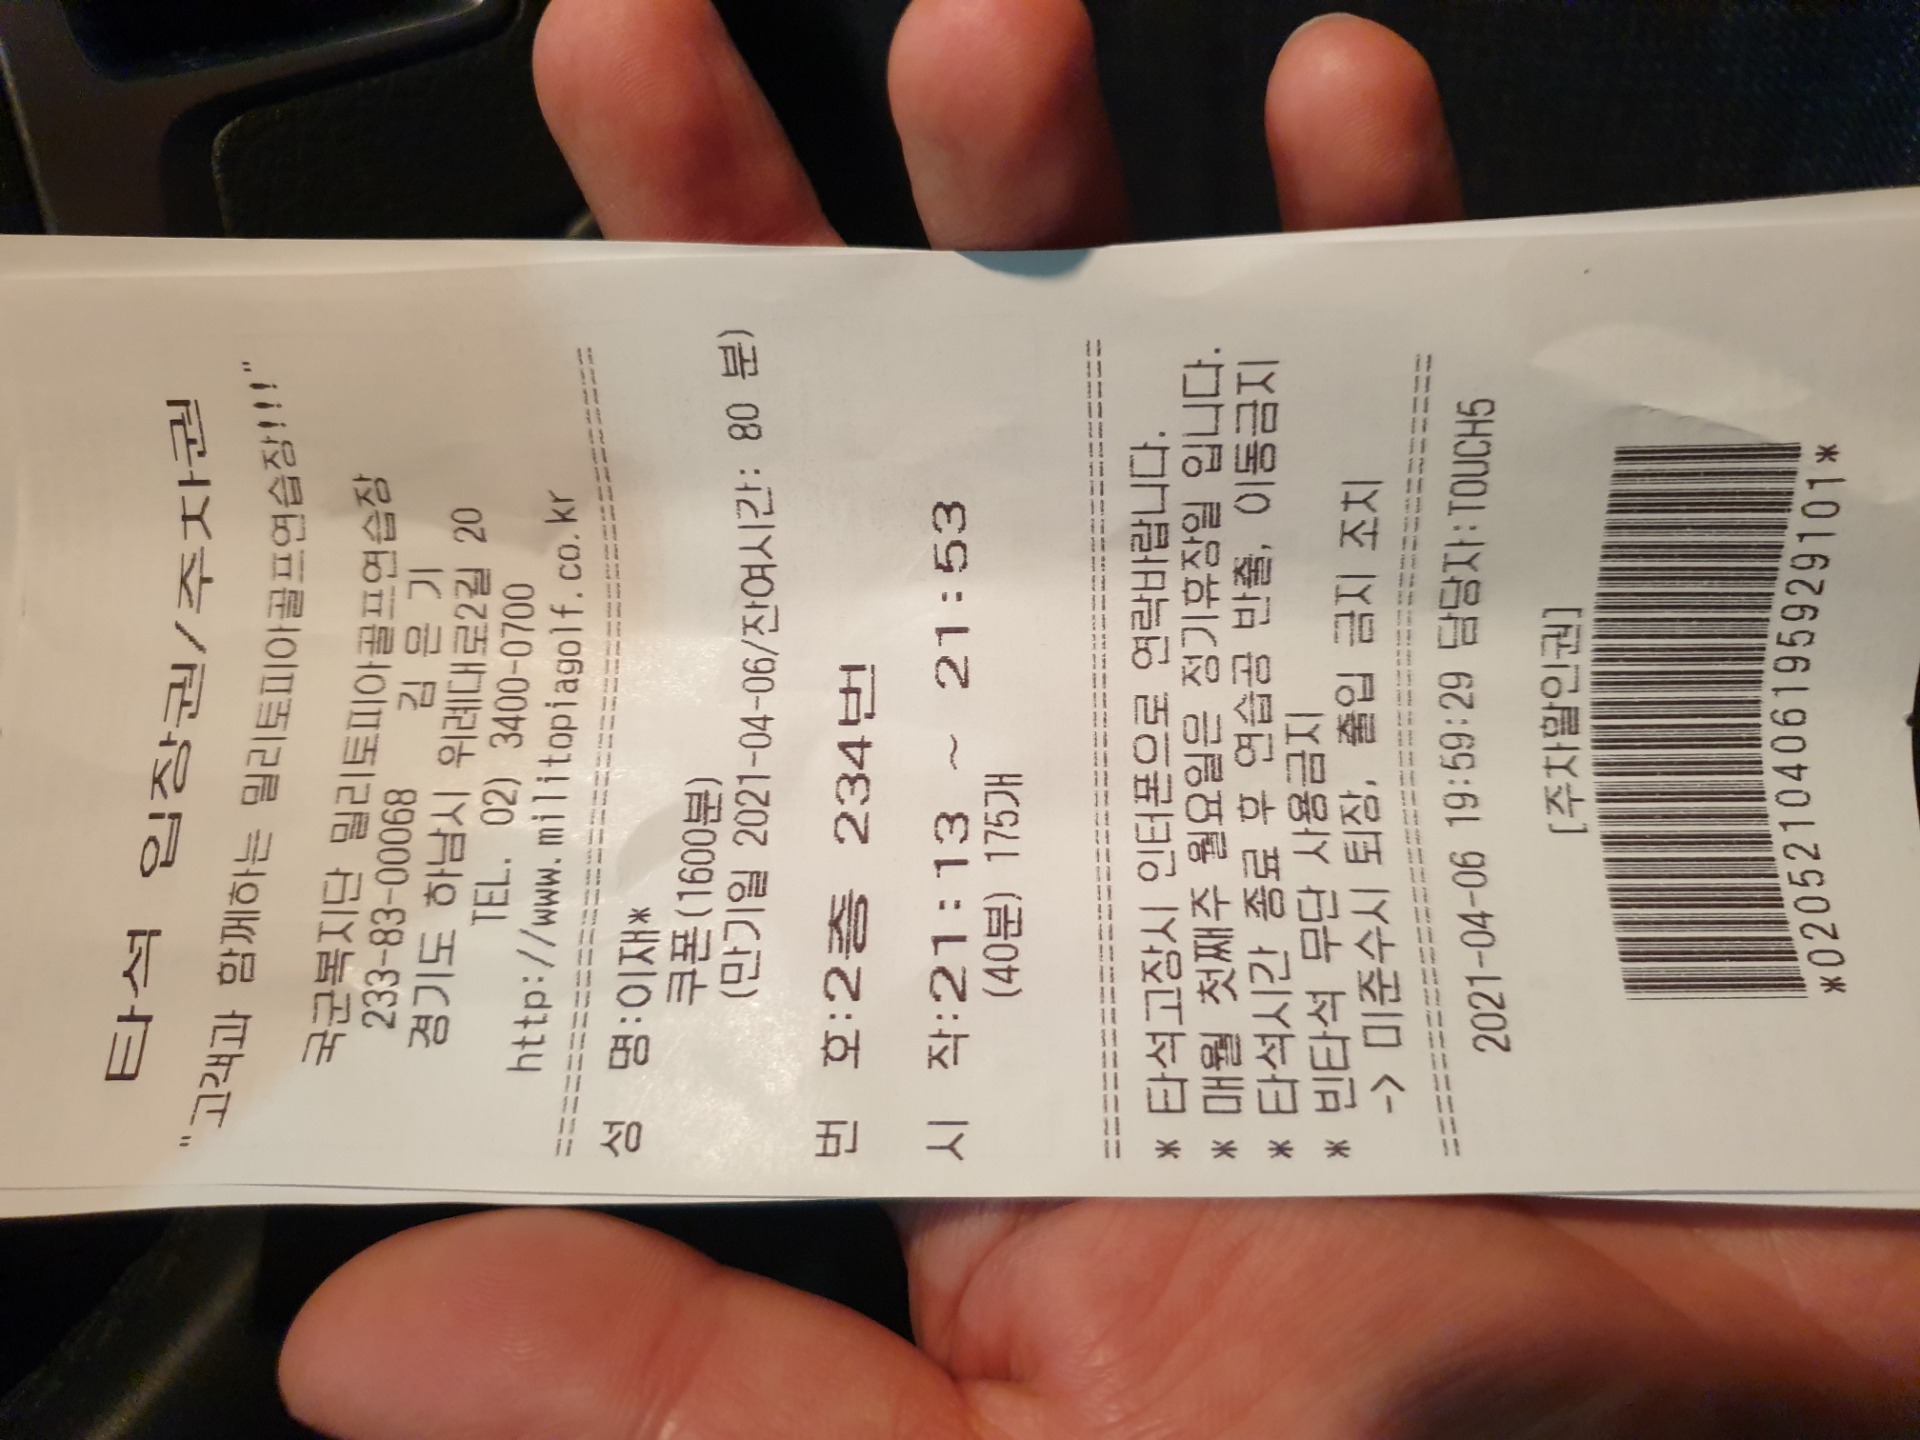 타석 입장권/주차권
"고객과 함께하는 밀리토피아골프연습장!!!"
국군복지단 밀리토피아골프연습장
233-83-00068 김 은 기
경기도 하남시 위례대로2길 20
TEL. 02) 3400-0700
http://www.militopiagolf.co.kr
================================
성 명:이재*
쿠폰(1600분)
(만기일 2021-04-06/잔여시간: 80 분)
번 호:2층 234번
시 작:21:13 ~ 21:53
(40분) 175개
================================
* 타석고장시 인터폰으로 연락바랍니다.
* 매월 첫째주 월요일은 정기휴장일 입니다.
* 타석시간 종료 후 연습공 반출, 이동금지
* 빈타석 무단 사용금지
-> 미준수시 퇴장, 출입 금지 조치
================================
2021-04-06 19:59:29 담당자:TOUCH5
[주차할인권]
*02052104061959291​01*